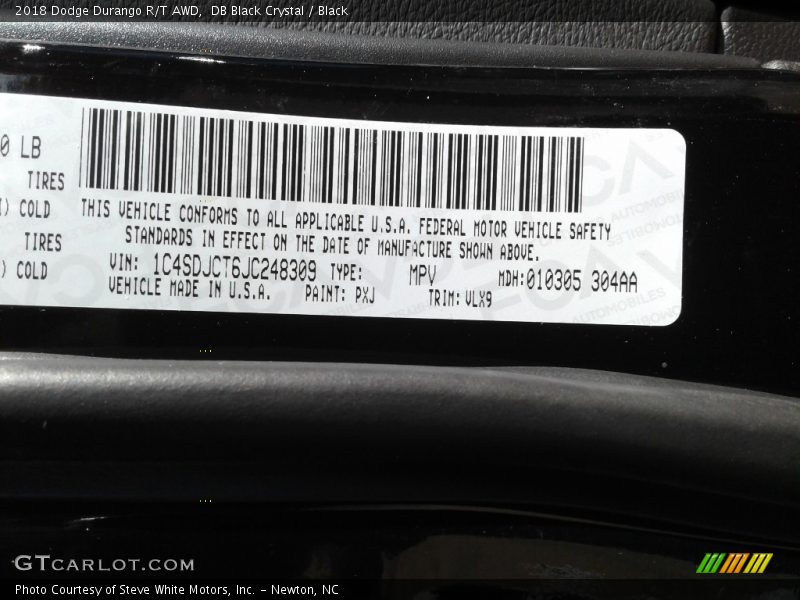 2018 Dodge Durango R/T AWD, DB Black Crystal / Black
0 LB
TIRES
) COLD
TIRES
) COLD
THIS VEHICLE CONFORMS TO ALL APPLICABLE U.S.A. FEDERAL MOTOR VEHICLE SAFETY
STANDARDS IN EFFECT ON THE DATE OF MANUFACTURE SHOWN ABOVE.
VIN: 1C4SDJCT6JC248309 TYPE: MPV MDH:010305 304AA
VEHICLE MADE IN U.S.A. PAINT: PXJ TRIM: VLX9
AUTOMOBILES
AUTOMOBILES
GTCARLOT.COM
Photo Courtesy of Steve White Motors, Inc. – Newton, NC